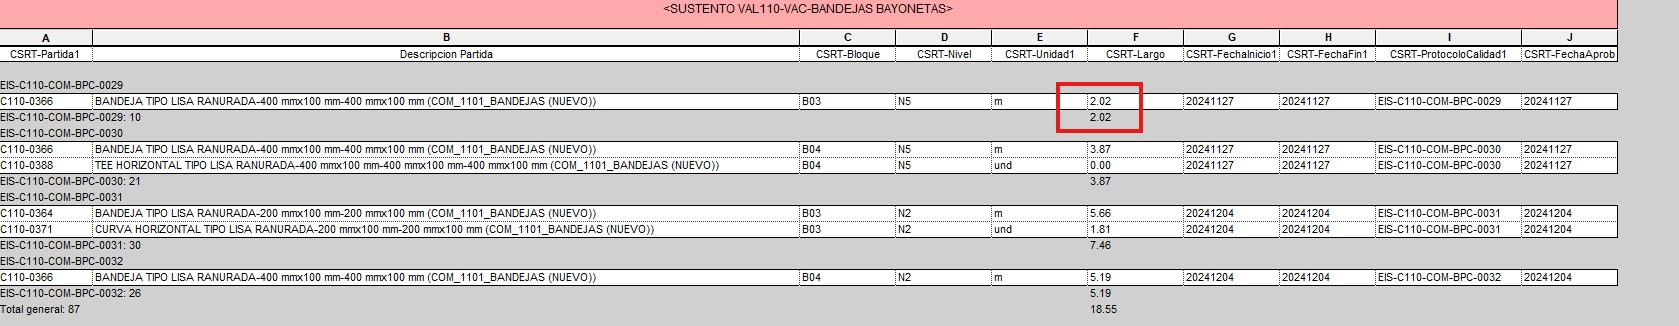 <SUSTENTO VAL110-VAC-BANDEJAS BAYONETAS>
A B C D E F G H I J
CSRT-Partida1 Descripcion Partida CSRT-Bloque CSRT-Nivel CSRT-Unidad1 CSRT-Largo CSRT-FechaInicio1 CSRT-FechaFin1 CSRT-ProtocoloCalidad1 CSRT-FechaAprob
EIS-C110-COM-BPC-0029
C110-0366 BANDEJA TIPO LISA RANURADA-400 mmx100 mm-400 mmx100 mm (COM_1101_BANDEJAS (NUEVO)) B03 N5 m 2.02 20241127 20241127 EIS-C110-COM-BPC-0029 20241127
EIS-C110-COM-BPC-0029: 10 2.02
EIS-C110-COM-BPC-0030
C110-0366 BANDEJA TIPO LISA RANURADA-400 mmx100 mm-400 mmx100 mm (COM_1101_BANDEJAS (NUEVO)) B04 N5 m 3.87 20241127 20241127 EIS-C110-COM-BPC-0030 20241127
C110-0388 TEE HORIZONTAL TIPO LISA RANURADA-400 mmx100 mm-400 mmx100 mm-400 mmx100 mm (COM_1101_BANDEJAS (NUEVO)) B04 N5 und 0.00 20241127 20241127 EIS-C110-COM-BPC-0030 20241127
EIS-C110-COM-BPC-0030: 21 3.87
EIS-C110-COM-BPC-0031
C110-0364 BANDEJA TIPO LISA RANURADA-200 mmx100 mm-200 mmx100 mm (COM_1101_BANDEJAS (NUEVO)) B03 N2 m 5.66 20241204 20241204 EIS-C110-COM-BPC-0031 20241204
C110-0371 CURVA HORIZONTAL TIPO LISA RANURADA-200 mmx100 mm-200 mmx100 mm (COM_1101_BANDEJAS (NUEVO)) B03 N2 und 1.81 20241204 20241204 EIS-C110-COM-BPC-0031 20241204
EIS-C110-COM-BPC-0031: 30 7.46
EIS-C110-COM-BPC-0032
C110-0366 BANDEJA TIPO LISA RANURADA-400 mmx100 mm-400 mmx100 mm (COM_1101_BANDEJAS (NUEVO)) B04 N2 m 5.19 20241204 20241204 EIS-C110-COM-BPC-0032 20241204
EIS-C110-COM-BPC-0032: 26 5.19
Total general: 87 18.55